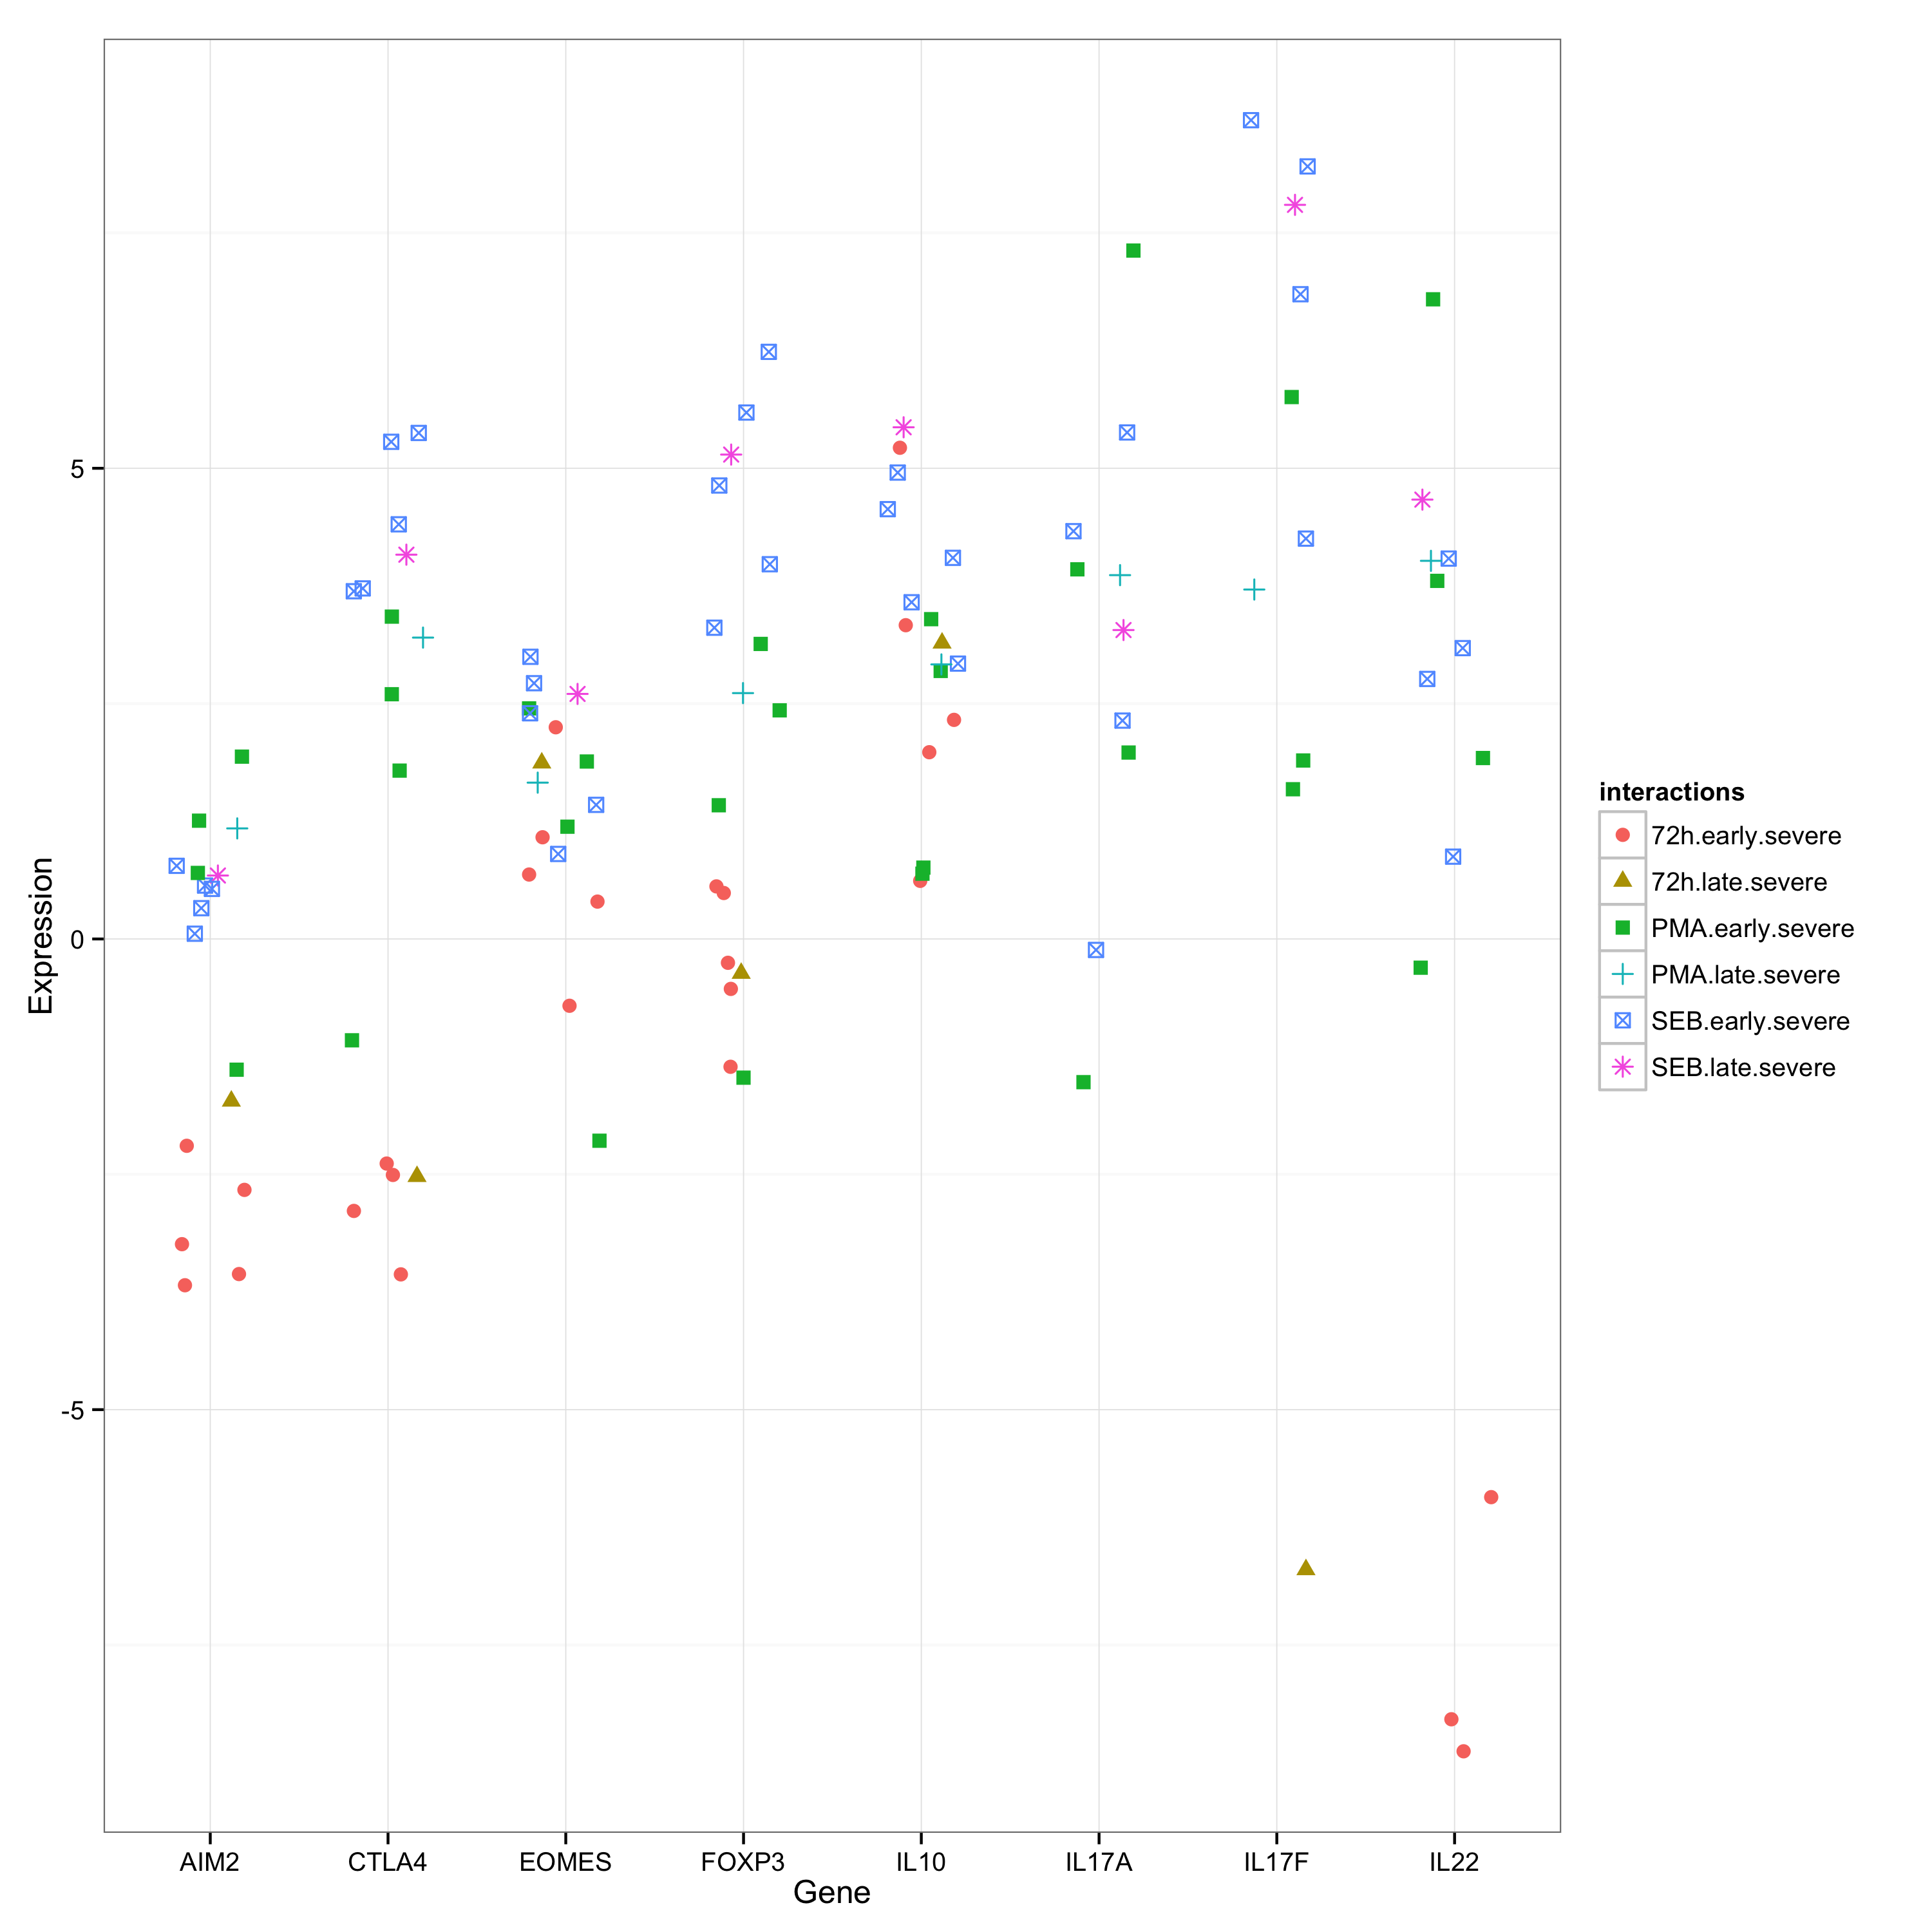 Expression
5
0
-5
AIM2 CTLA4 EOMES FOXP3 IL10 IL17A IL17F IL22
Gene
interactions
72h.early.severe
72h.late.severe
PMA.early.severe
PMA.late.severe
SEB.early.severe
SEB.late.severe